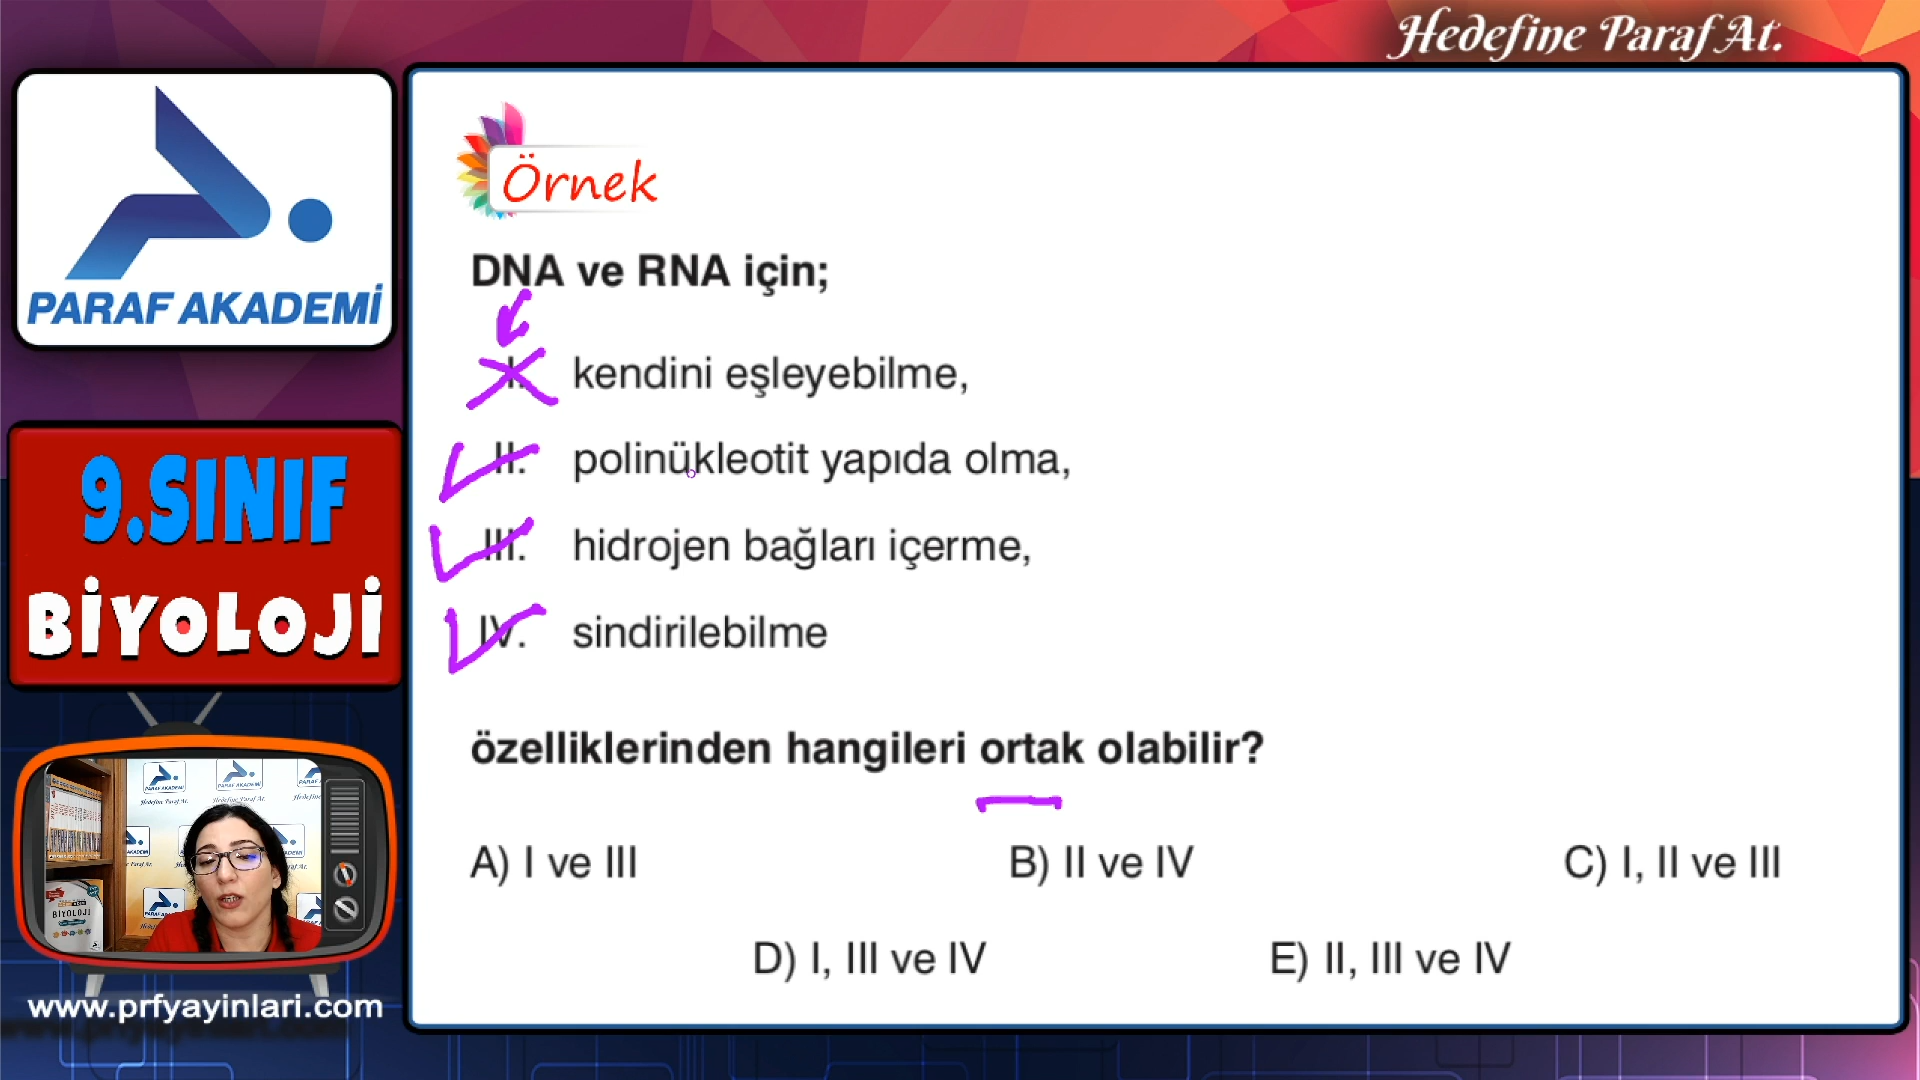 Hedefine Paraf At.
PARAF AKADEMİ
Örnek
DNA ve RNA için;
I. kendini eşleyebilme,
II. polinükleotit yapıda olma,
III. hidrojen bağları içerme,
IV. sindirilebilme
özelliklerinden hangileri ortak olabilir?
A) I ve III
B) II ve IV
C) I, II ve III
D) I, III ve IV
E) II, III ve IV
9.SINIF
BİYOLOJİ
www.prfyayinlari.com